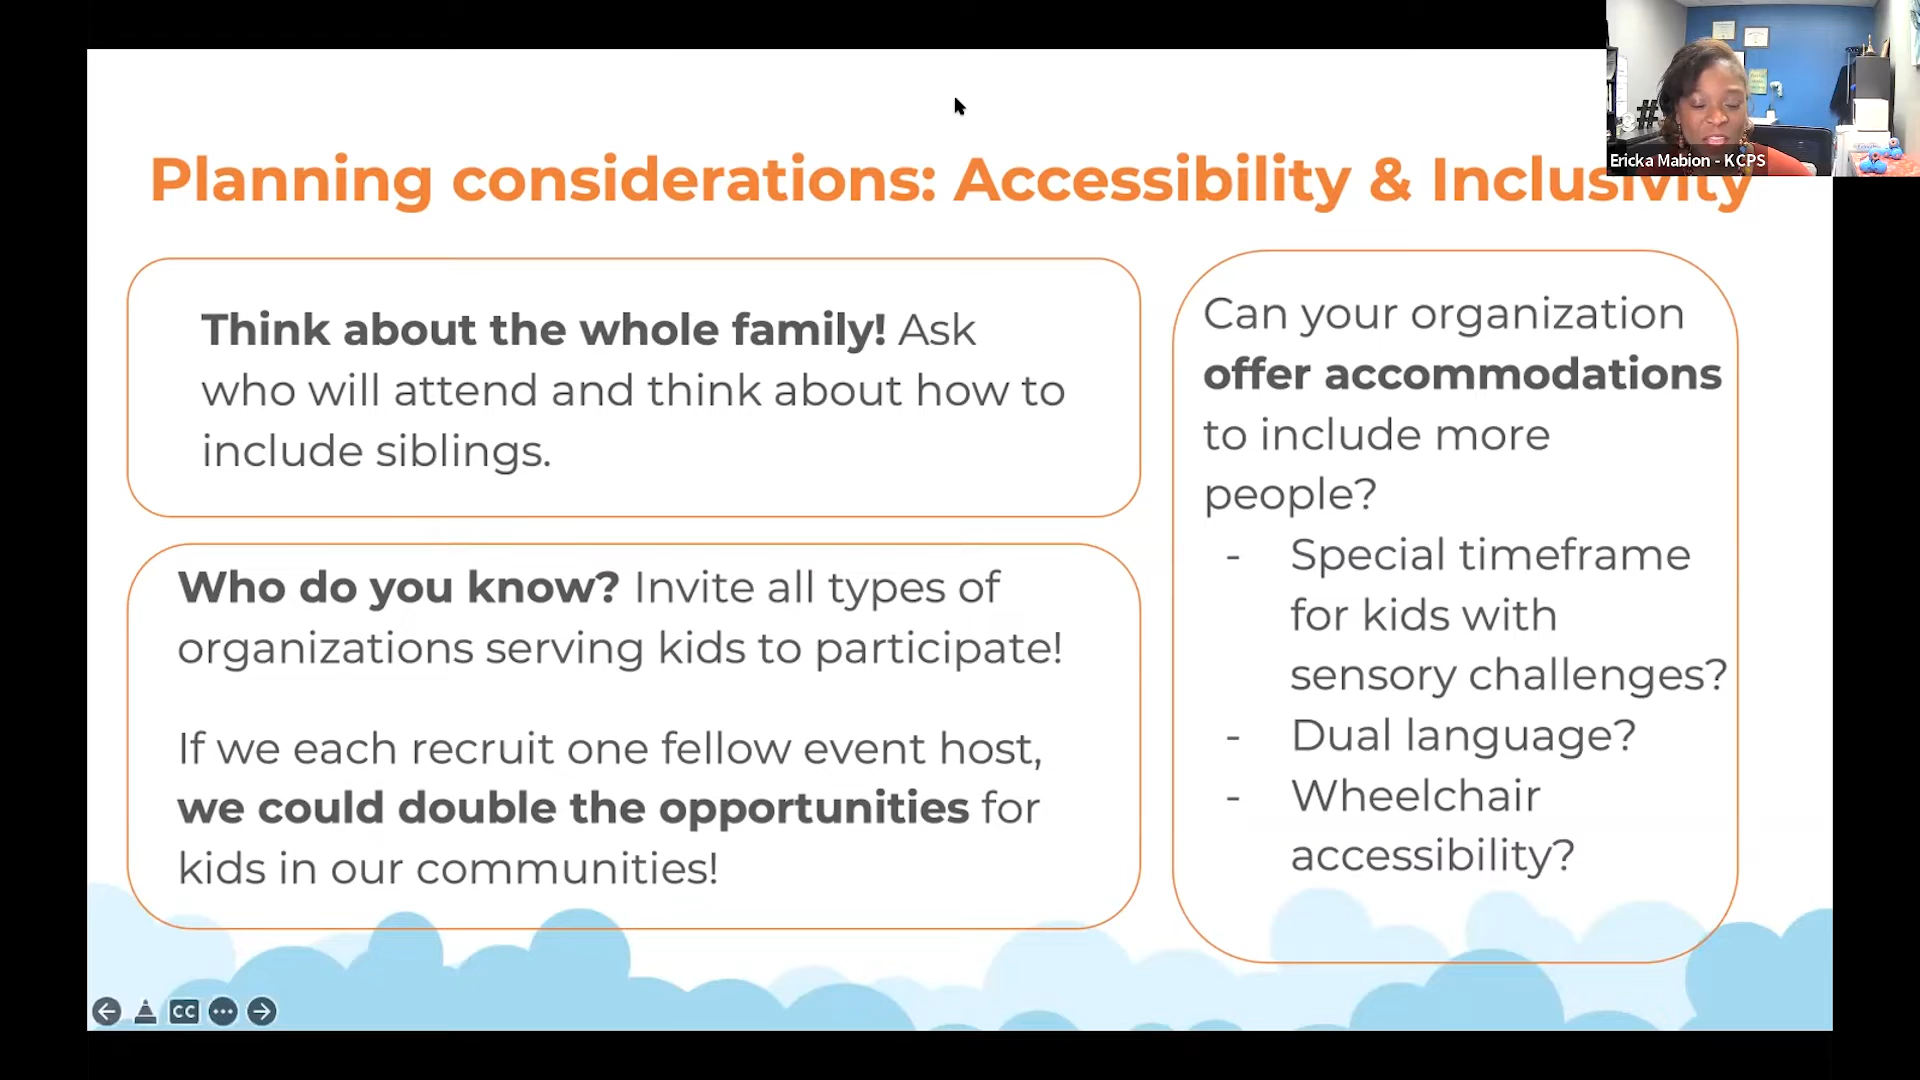 Planning considerations: Accessibility & Inclusivity
Ericka Mabion - KCPS
Think about the whole family! Ask
who will attend and think about how to
include siblings.
Who do you know? Invite all types of
organizations serving kids to participate!
If we each recruit one fellow event host,
we could double the opportunities for
kids in our communities!
Can your organization
offer accommodations
to include more
people?
- Special timeframe
for kids with
sensory challenges?
- Dual language?
- Wheelchair
accessibility?
CC